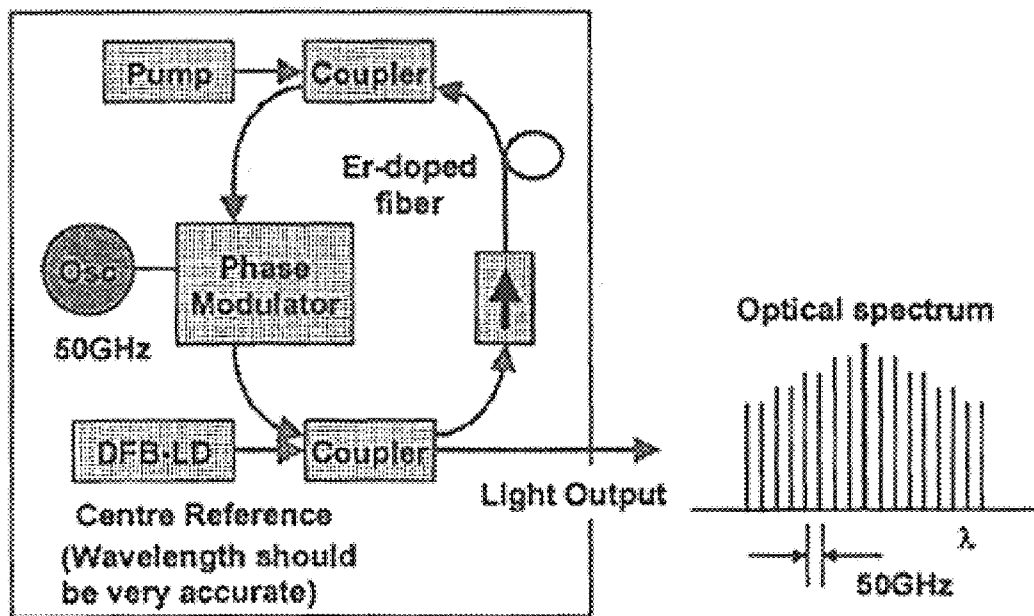 Pump
Coupler
Er-doped
fiber
Osc
Phase
Modulator
50GHz
Optical spectrum
DFB-LD
Coupler
Light Output
Centre Reference
(Wavelength should
be very accurate)
λ
50GHz